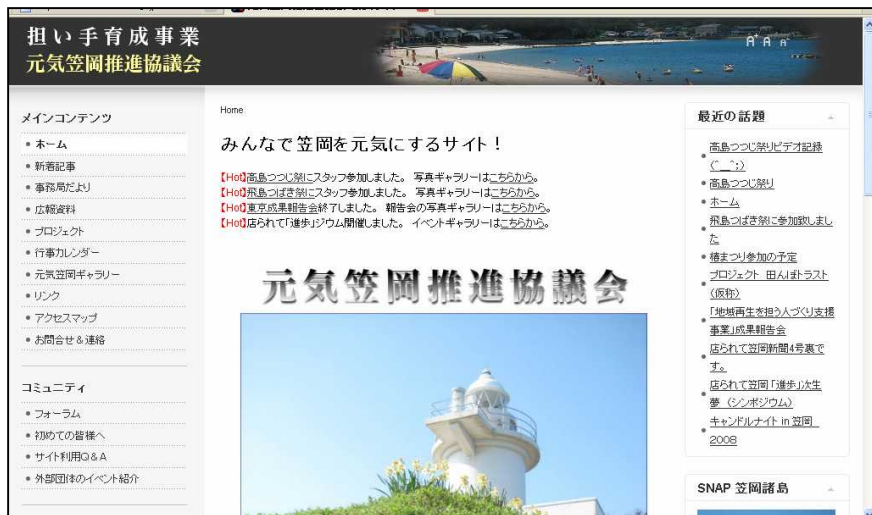 担い手育成事業
元気笠岡推進協議会
A A A
メインコンテンツ
ホーム
新着記事
事務局だより
広報資料
プロジェクト
行事カレンダー
元気笠岡ギャラリー
リンク
アクセスマップ
お問合せ&連絡
コミュニティ
フォーラム
初めての皆様へ
サイト利用Q&A
外部団体のイベント紹介
Home
みんなで笠岡を元気にするサイト!
【Hot】高島つつじ祭にスタッフ参加しました。 写真ギャラリーはこちらから。
【Hot】飛島つばき祭にスタッフ参加しました。 写真ギャラリーはこちらから。
【Hot】東京成果報告会終了しました。 報告会の写真ギャラリーはこちらから。
【Hot】店られて「進歩」ジウム開催しました。 イベントギャラリーはこちらから。
元気笠岡推進協議会
最近の話題
高島つつじ祭りビデオ記録
(^__^;)
高島つつじ祭り
ホーム
飛島つばき祭に参加致しまし
た
椿まつり参加の予定
プロジェクト 田んぼトラスト
(仮称)
「地域再生を担う人づくり支援
事業」成果報告会
店られて笠岡新聞4号裏で
す。
店られて笠岡「進歩」次生
夢 (シンポジウム)
キャンドルナイト in 笠岡
2008
SNAP 笠岡諸島